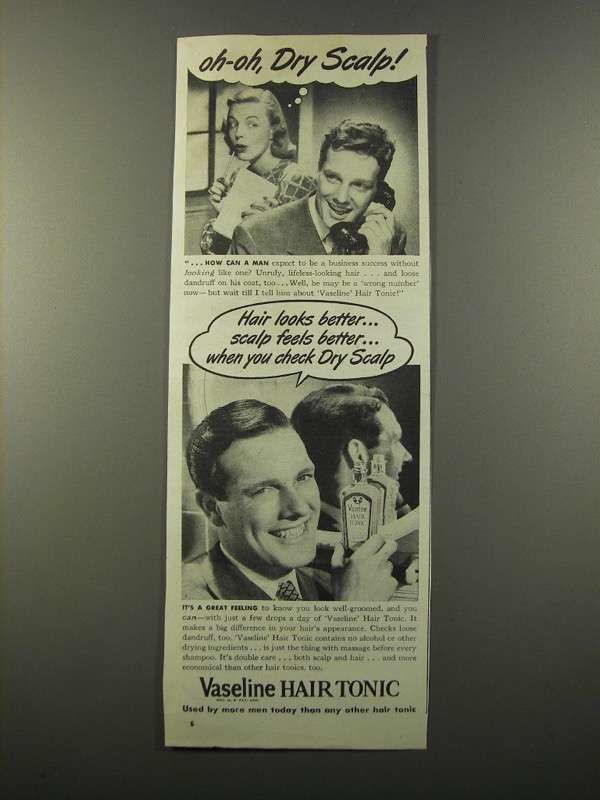 oh-oh, Dry Scalp!
"... HOW CAN A MAN expect to be a business success without
looking like one? Unruly, lifeless-looking hair . . . and loose
dandruff on his coat, too . . . Well, he may be a 'wrong number'
now—but wait till I tell him about 'Vaseline' Hair Tonic!"
Hair looks better...
scalp feels better...
when you check Dry Scalp
Vaseline
HAIR
TONIC
IT'S A GREAT FEELING to know you look well-groomed, and you
can—with just a few drops a day of 'Vaseline' Hair Tonic. It
makes a big difference in your hair's appearance. Checks loose
dandruff, too. 'Vaseline' Hair Tonic contains no alcohol or other
drying ingredients . . . is just the thing with massage before every
shampoo. It's double care . . . both scalp and hair . . . and more
economical than other hair tonics, too.
Vaseline HAIR TONIC
REG. U. S. PAT. OFF.
Used by more men today than any other hair tonic
6